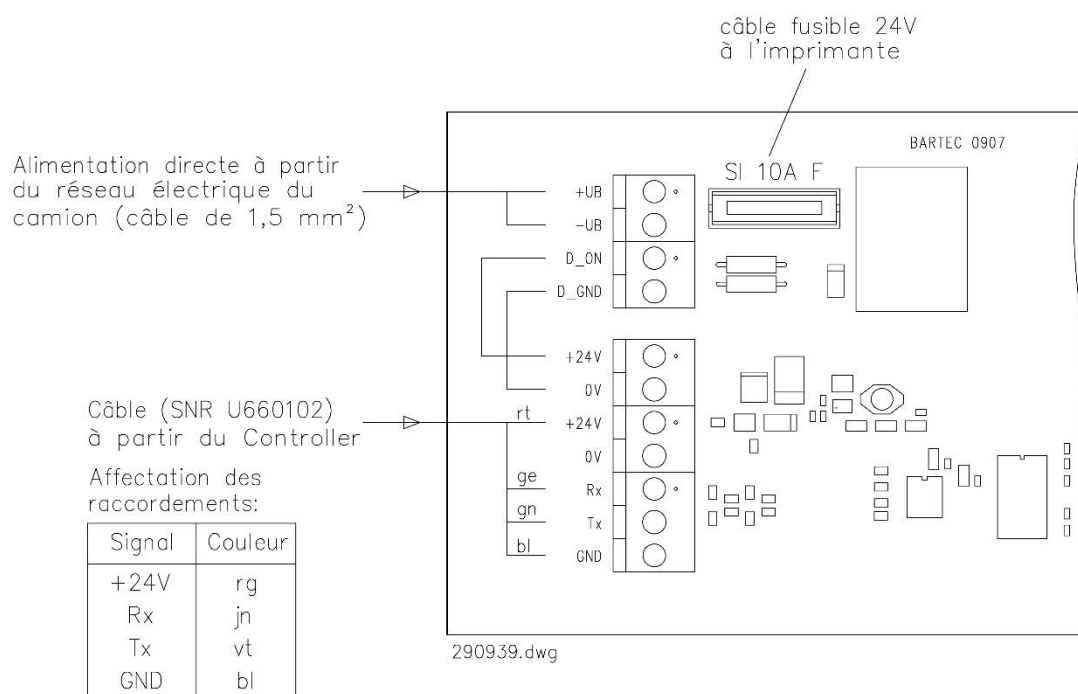 câble fusible 24V
à l'imprimante
BARTEC 0907
Alimentation directe à partir
du réseau électrique du
camion (câble de 1,5 mm²)
SI 10A F
+UB
-UB
D_ON
D_GND
+24V
0V
Câble (SNR U660102)
à partir du Controller
rt
+24V
0V
ge
Rx
gn
Tx
bl
GND
Affectation des
raccordements:
Signal Couleur
+24V rg
Rx jn
Tx vt
GND bl
290939.dwg